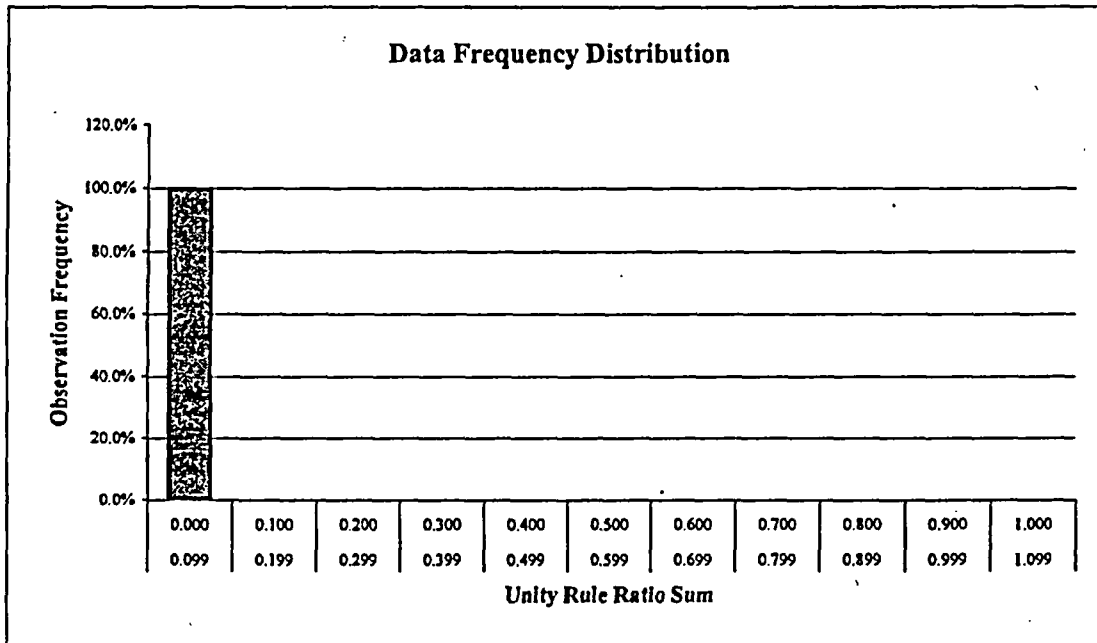 Data Frequency Distribution
Observation Frequency
120.0%
100.0%
80.0%
60.0%
40.0%
20.0%
0.0%
0.000 0.100 0.200 0.300 0.400 0.500 0.600 0.700 0.800 0.900 1.000
0.099 0.199 0.299 0.399 0.499 0.599 0.699 0.799 0.899 0.999 1.099
Unity Rule Ratio Sum